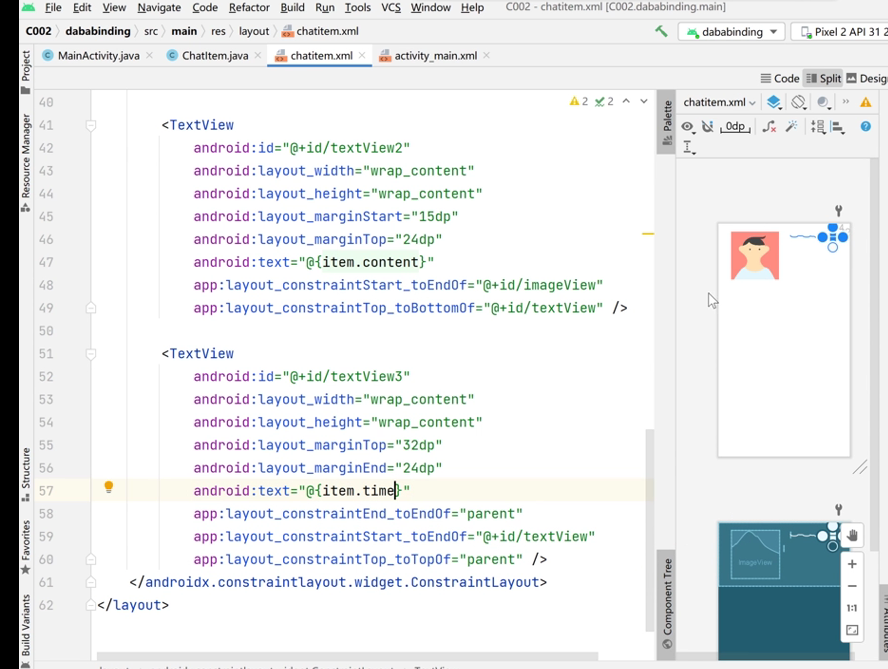 File Edit View Navigate Code Refactor Build Run Tools VCS Window Help C002 - chatitem.xml [C002.dababinding.main]
C002 dababinding src main res layout chatitem.xml dababinding Pixel 2 API 31 2
MainActivity.java ChatItem.java chatitem.xml activity_main.xml
Code Split Desig
Project
Resource Manager
Structure
Favorites
Build Variants
2 2
Palette
chatitem.xml
0dp
40
41 <TextView
42 android:id="@+id/textView2"
43 android:layout_width="wrap_content"
44 android:layout_height="wrap_content"
45 android:layout_marginStart="15dp"
46 android:layout_marginTop="24dp"
47 android:text="@{item.content}"
48 app:layout_constraintStart_toEndOf="@+id/imageView"
49 app:layout_constraintTop_toBottomOf="@+id/textView" />
50
51 <TextView
52 android:id="@+id/textView3"
53 android:layout_width="wrap_content"
54 android:layout_height="wrap_content"
55 android:layout_marginTop="32dp"
56 android:layout_marginEnd="24dp"
57 android:text="@{item.time}"
58 app:layout_constraintEnd_toEndOf="parent"
59 app:layout_constraintStart_toEndOf="@+id/textView"
60 app:layout_constraintTop_toTopOf="parent" />
61 </androidx.constraintlayout.widget.ConstraintLayout>
62 </layout>
Component Tree
ImageView
1:1